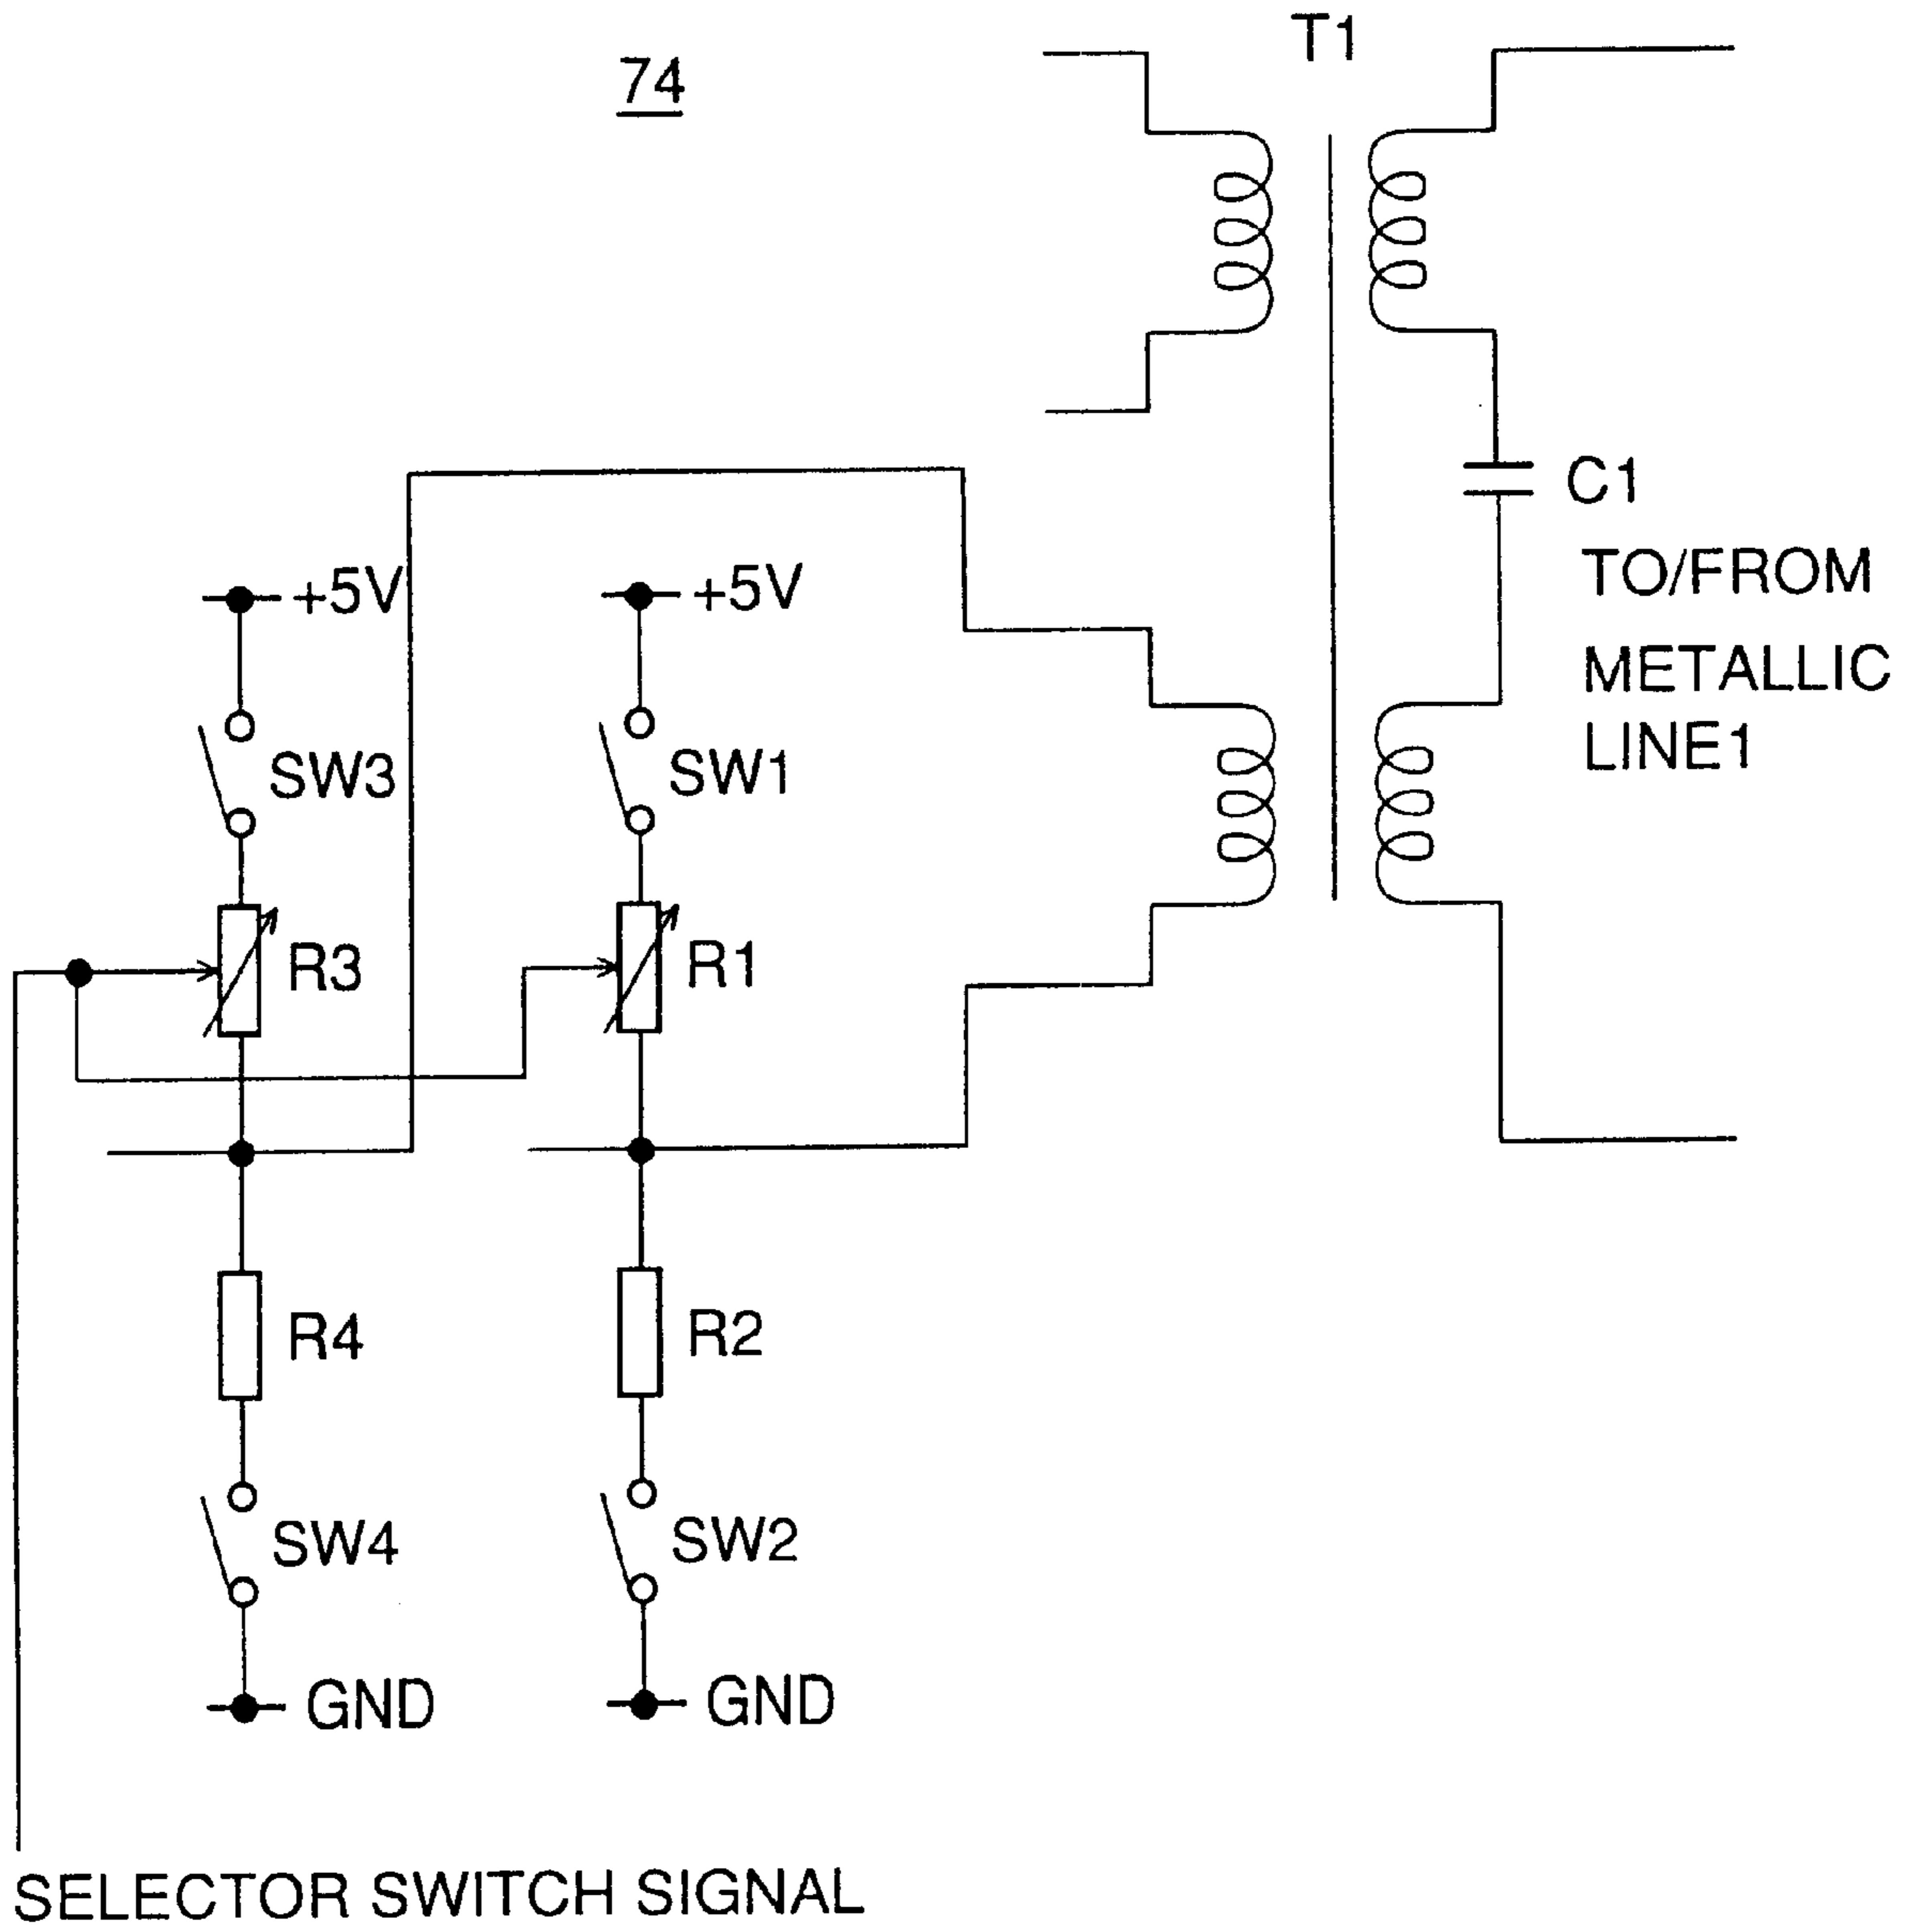 T1
74
C1
TO/FROM
METALLIC
LINE1
+5V
+5V
SW3
SW1
R3
R1
R4
R2
SW4
SW2
GND
GND
SELECTOR SWITCH SIGNAL